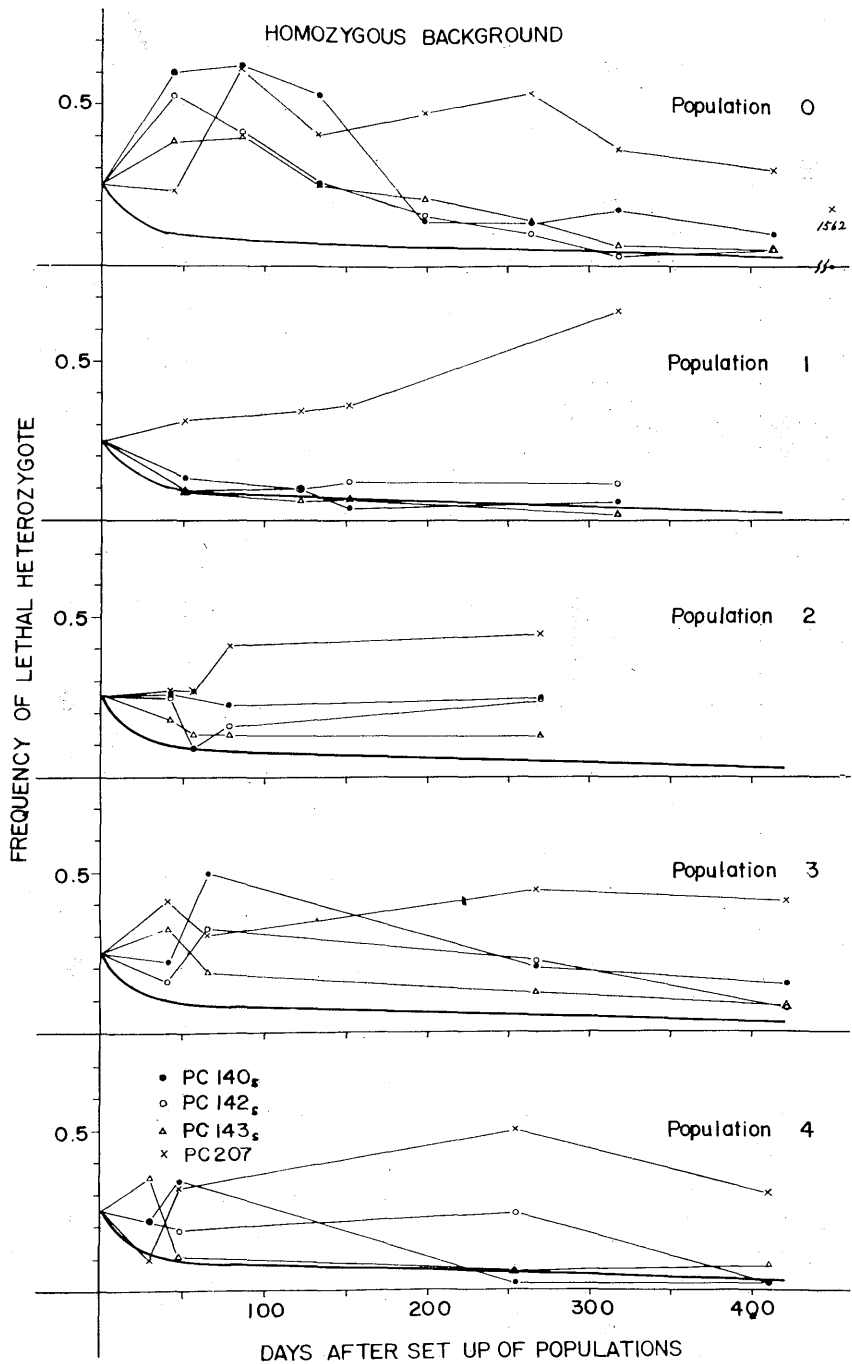 HOMOZYGOUS BACKGROUND
0.5
Population 0
1562
0.5
Population 1
FREQUENCY OF LETHAL HETEROZYGOTE
0.5
Population 2
0.5
Population 3
PC 140s
PC 142s
PC 143s
PC 207
0.5
Population 4
100 200 300 400
DAYS AFTER SET UP OF POPULATIONS